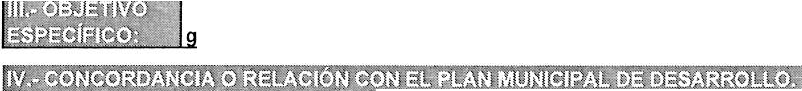 III.- OBJETIVO
ESPECÍFICO: g
IV.- CONCORDANCIA O RELACIÓN CON EL PLAN MUNICIPAL DE DESARROLLO.